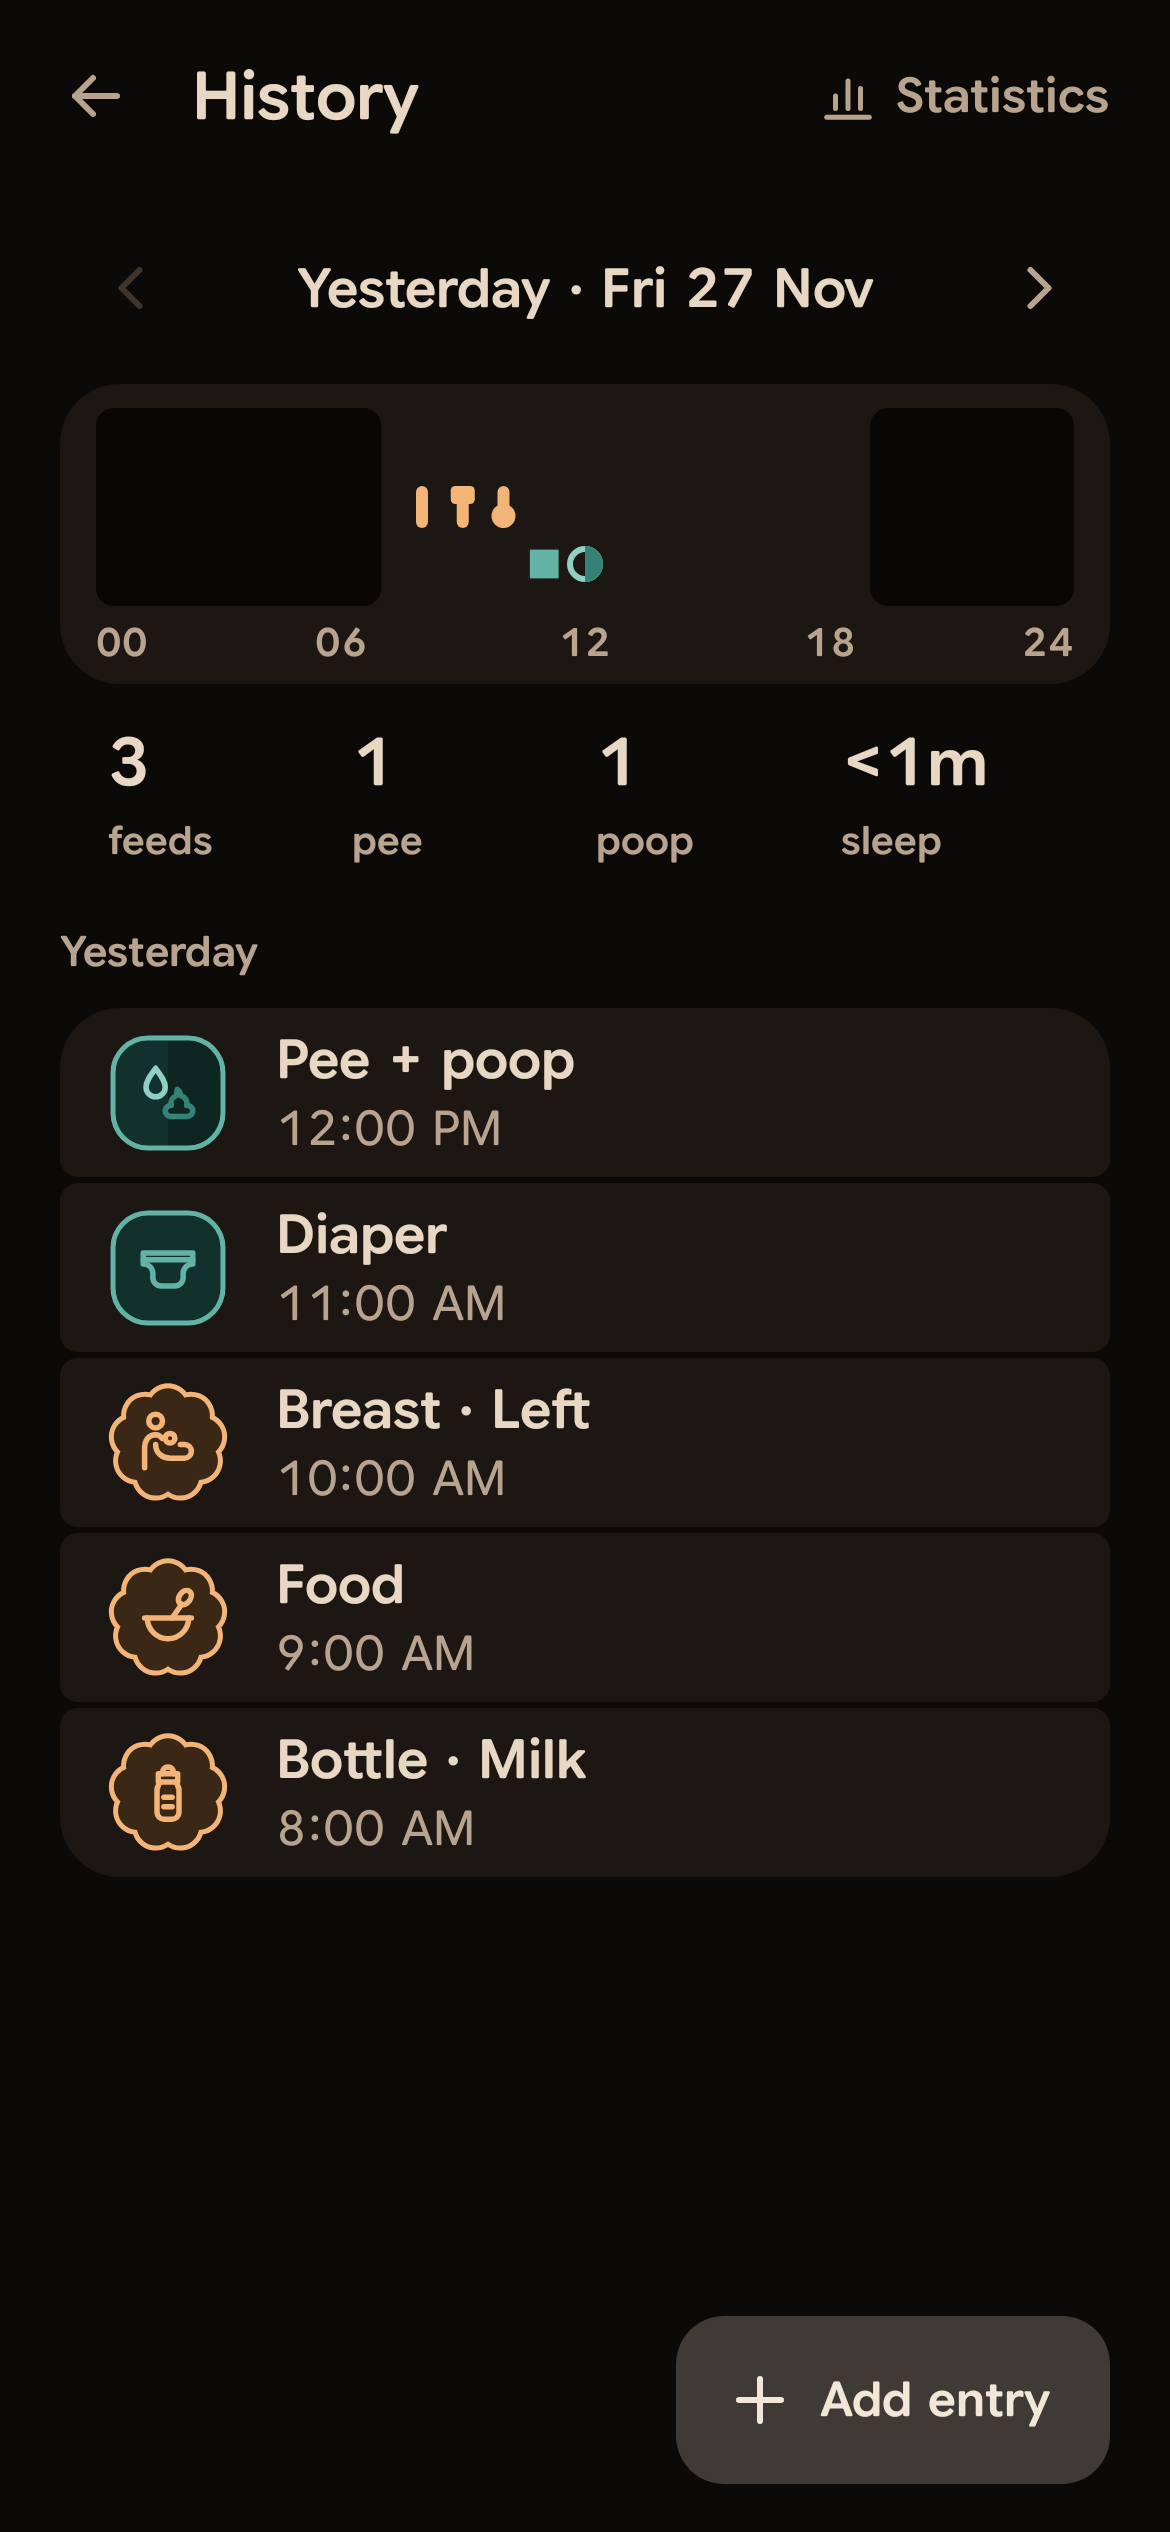 History
Statistics
Yesterday · Fri 27 Nov
00 06 12 18 24
3 1 1 <1m
feeds pee poop sleep
Yesterday
Pee + poop
12:00 PM
Diaper
11:00 AM
Breast · Left
10:00 AM
Food
9:00 AM
Bottle · Milk
8:00 AM
Add entry